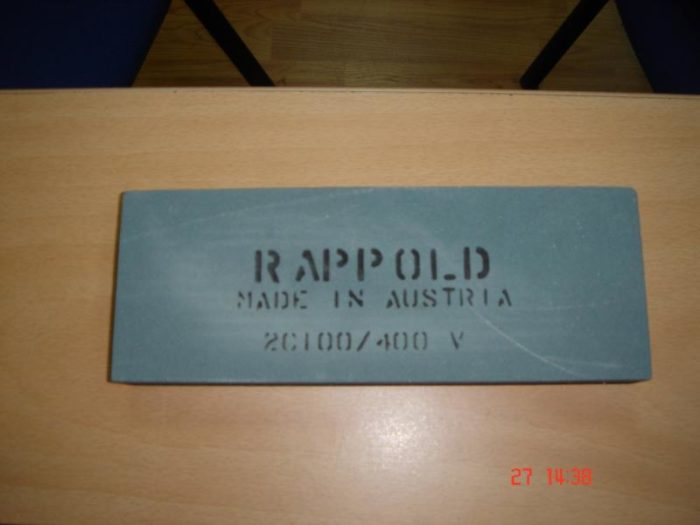 RAPPOLD
MADE IN AUSTRIA
2C100/400 V
27 14:38